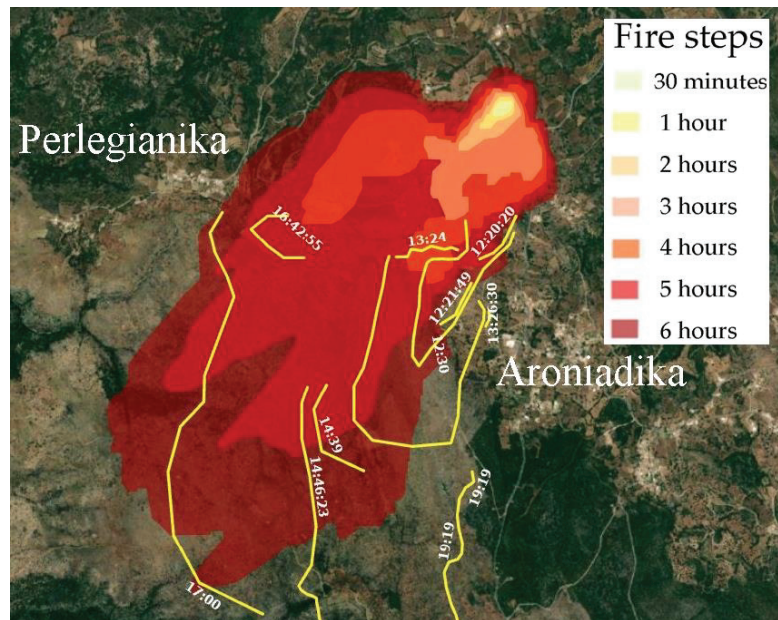 Fire steps
30 minutes
1 hour
2 hours
3 hours
4 hours
5 hours
6 hours
Perlegianika
16:42:55
13:24
12:20:20
12:21:49
12:30
13:26:30
Aroniadika
14:39
14:46:23
19:19
19:19
17:00